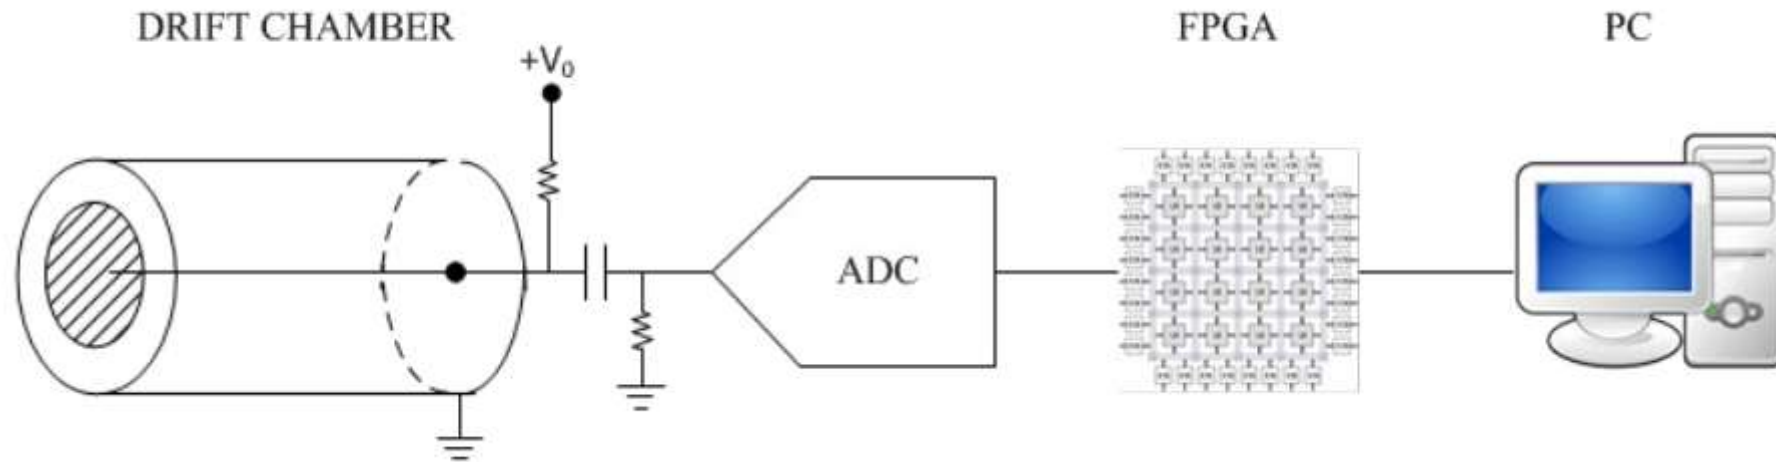 DRIFT CHAMBER
FPGA
PC
+V₀
ADC